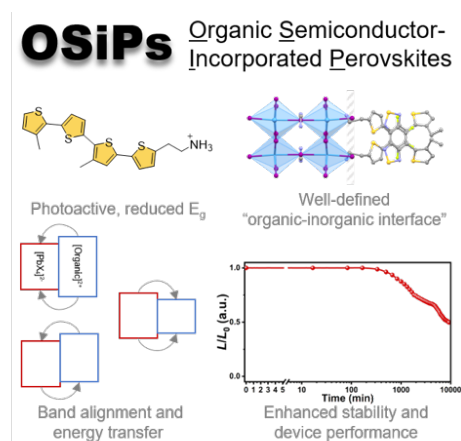 OSiPs
Organic Semiconductor-
Incorporated Perovskites
S
S
S
S
NH₃⁺
Photoactive, reduced Eg
Well-defined
“organic-inorganic interface”
[PbX₄]²⁻
[Organic]²⁺
Band alignment and
energy transfer
L/L₀ (a.u.)
1.0
0.5
0.0
0 1 2 3 4 5 10 100 1000 10000
Time (min)
Enhanced stability and
device performance